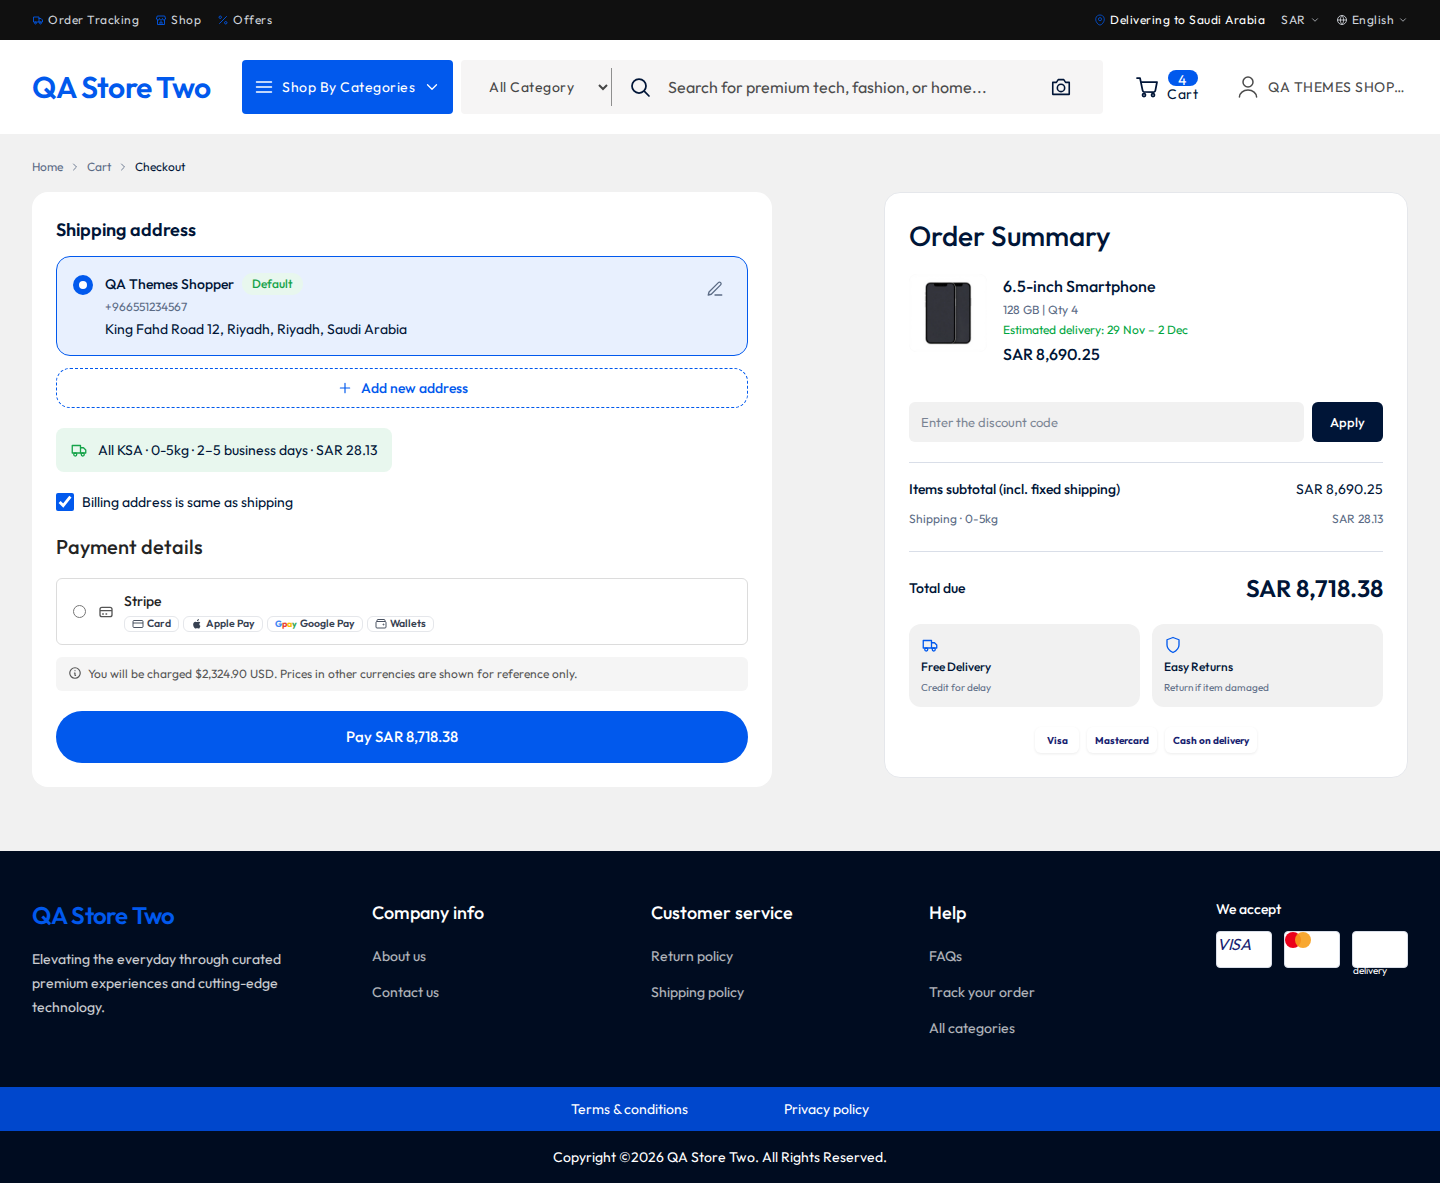 Order Tracking
Shop
Offers
Delivering to Saudi Arabia
SAR
English
QA Store Two
Shop By Categories
All Category
Search for premium tech, fashion, or home...
4
Cart
QA THEMES SHOP...
Home
Cart
Checkout
Shipping address
QA Themes Shopper
Default
+966551234567
King Fahd Road 12, Riyadh, Riyadh, Saudi Arabia
Add new address
All KSA · 0-5kg · 2–5 business days · SAR 28.13
Billing address is same as shipping
Payment details
Stripe
Card
Apple Pay
G pay Google Pay
Wallets
You will be charged $2,324.90 USD. Prices in other currencies are shown for reference only.
Pay SAR 8,718.38
Order Summary
6.5-inch Smartphone
128 GB | Qty 4
Estimated delivery: 29 Nov – 2 Dec
SAR 8,690.25
Enter the discount code
Apply
Items subtotal (incl. fixed shipping)
SAR 8,690.25
Shipping · 0-5kg
SAR 28.13
Total due
SAR 8,718.38
Free Delivery
Credit for delay
Easy Returns
Return if item damaged
Visa
Mastercard
Cash on delivery
QA Store Two
Elevating the everyday through curated
premium experiences and cutting-edge
technology.
Company info
About us
Contact us
Customer service
Return policy
Shipping policy
Help
FAQs
Track your order
All categories
We accept
VISA
delivery
Terms & conditions
Privacy policy
Copyright ©2026 QA Store Two. All Rights Reserved.